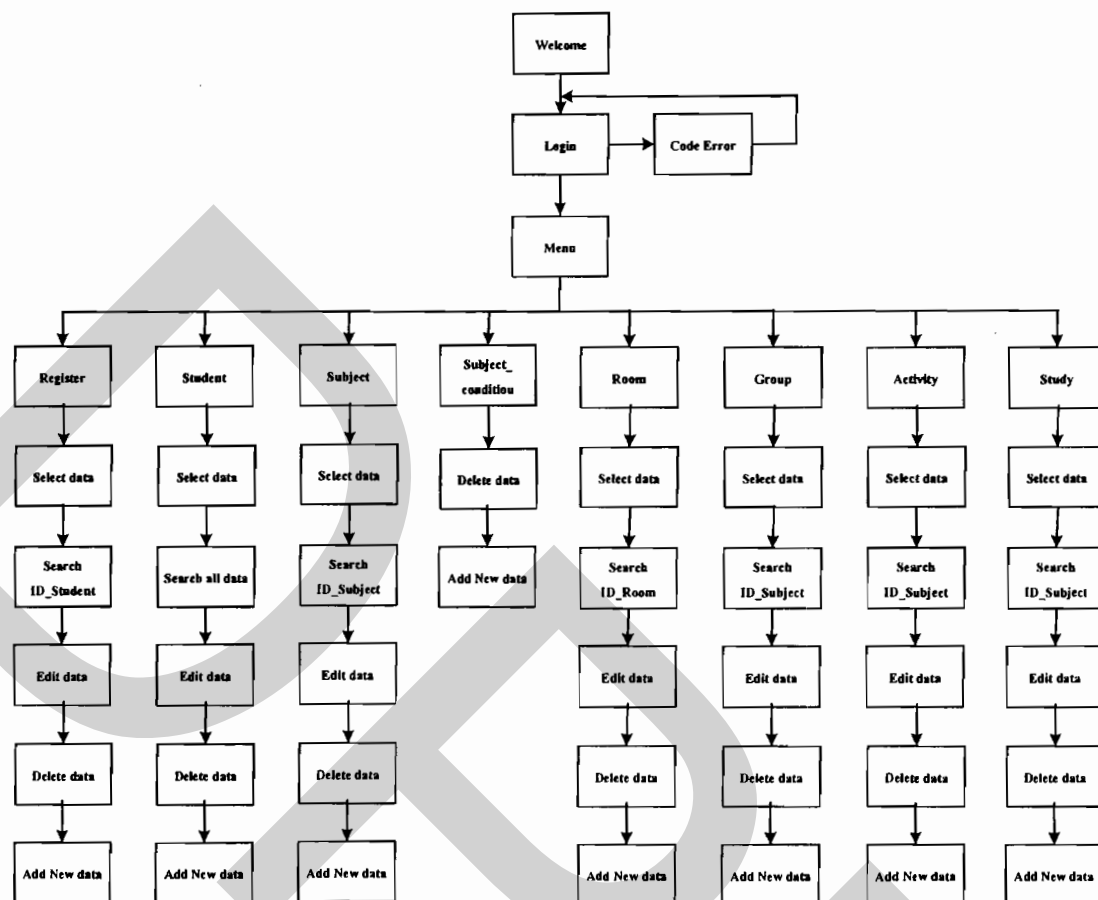 Welcome
Login
Code Error
Menu
Register
Student
Subject
Subject_
condition
Room
Group
Activity
Study
Select data
Select data
Select data
Delete data
Select data
Select data
Select data
Select data
Search
ID_Student
Search all data
Search
ID_Subject
Add New data
Search
ID_Room
Search
ID_Subject
Search
ID_Subject
Search
ID_Subject
Edit data
Edit data
Edit data
Edit data
Edit data
Edit data
Edit data
Delete data
Delete data
Delete data
Delete data
Delete data
Delete data
Delete data
Add New data
Add New data
Add New data
Add New data
Add New data
Add New data
Add New data